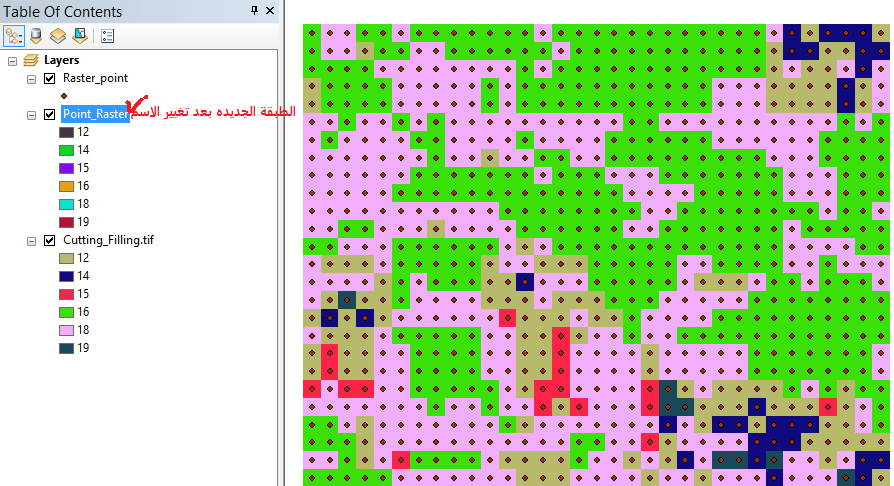 Table Of Contents
Layers
Raster_point
Point_Raster الطبقة الجديده بعد تغيير الاسم
12
14
15
16
18
19
Cutting_Filling.tif
12
14
15
16
18
19